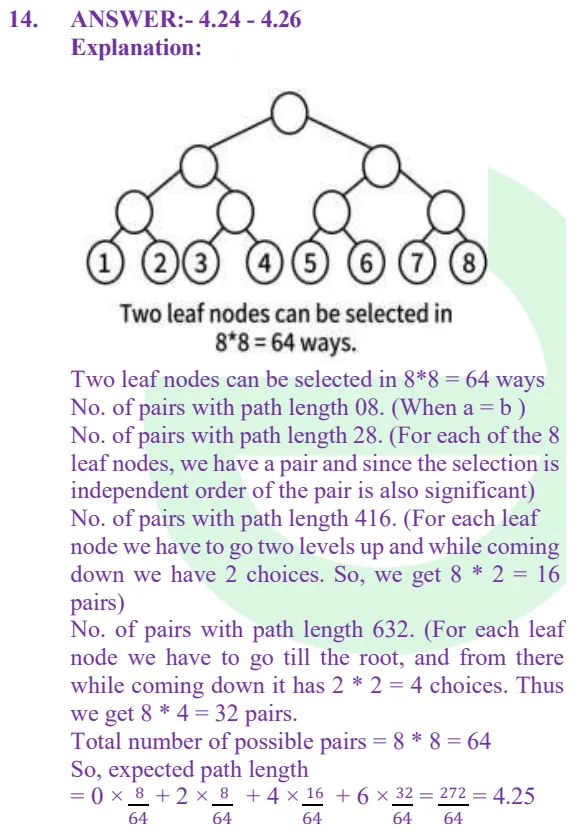 14. ANSWER:- 4.24 - 4.26
Explanation:
1 2 3 4 5 6 7 8
Two leaf nodes can be selected in
8*8 = 64 ways.
Two leaf nodes can be selected in 8*8 = 64 ways
No. of pairs with path length 08. (When a = b )
No. of pairs with path length 28. (For each of the 8
leaf nodes, we have a pair and since the selection is
independent order of the pair is also significant)
No. of pairs with path length 416. (For each leaf
node we have to go two levels up and while coming
down we have 2 choices. So, we get 8 * 2 = 16
pairs)
No. of pairs with path length 632. (For each leaf
node we have to go till the root, and from there
while coming down it has 2 * 2 = 4 choices. Thus
we get 8 * 4 = 32 pairs.
Total number of possible pairs = 8 * 8 = 64
So, expected path length
= 0 × 8/64 + 2 × 8/64 + 4 × 16/64 + 6 × 32/64 = 272/64 = 4.25